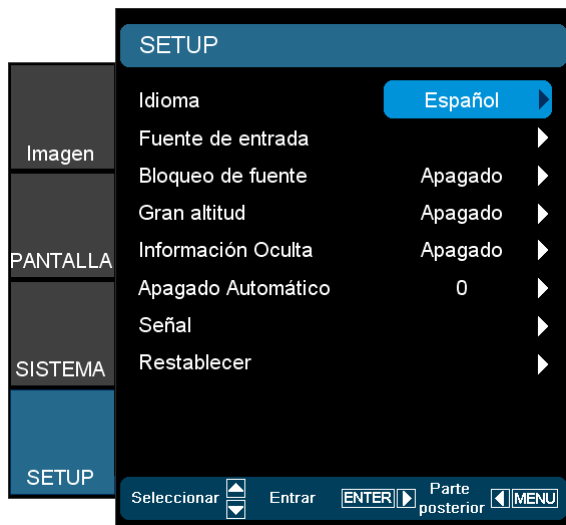 SETUP
Imagen
PANTALLA
SISTEMA
SETUP
Idioma Español
Fuente de entrada
Bloqueo de fuente Apagado
Gran altitud Apagado
Información Oculta Apagado
Apagado Automático 0
Señal
Restablecer
Seleccionar Entrar ENTER Parte posterior MENU